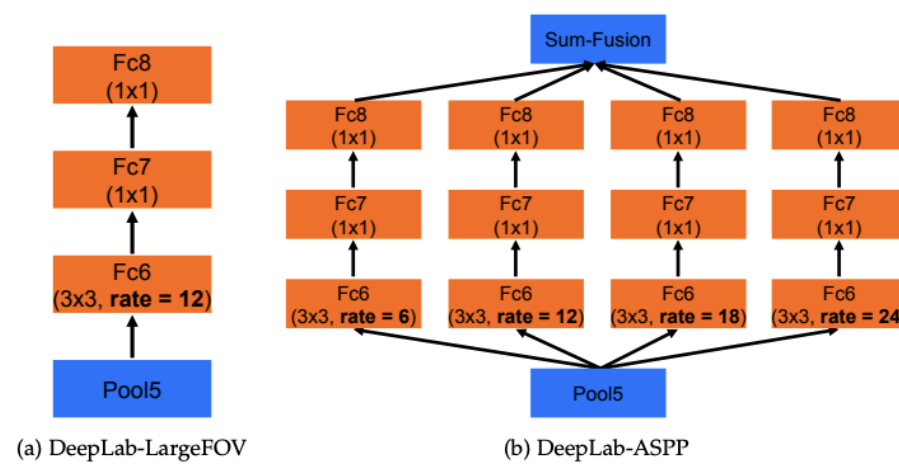 Fc8
(1x1)
Fc7
(1x1)
Fc6
(3x3, rate = 12)
Pool5
(a) DeepLab-LargeFOV
Sum-Fusion
Fc8
(1x1)
Fc8
(1x1)
Fc8
(1x1)
Fc8
(1x1)
Fc7
(1x1)
Fc7
(1x1)
Fc7
(1x1)
Fc7
(1x1)
Fc6
(3x3, rate = 6)
Fc6
(3x3, rate = 12)
Fc6
(3x3, rate = 18)
Fc6
(3x3, rate = 24)
Pool5
(b) DeepLab-ASPP